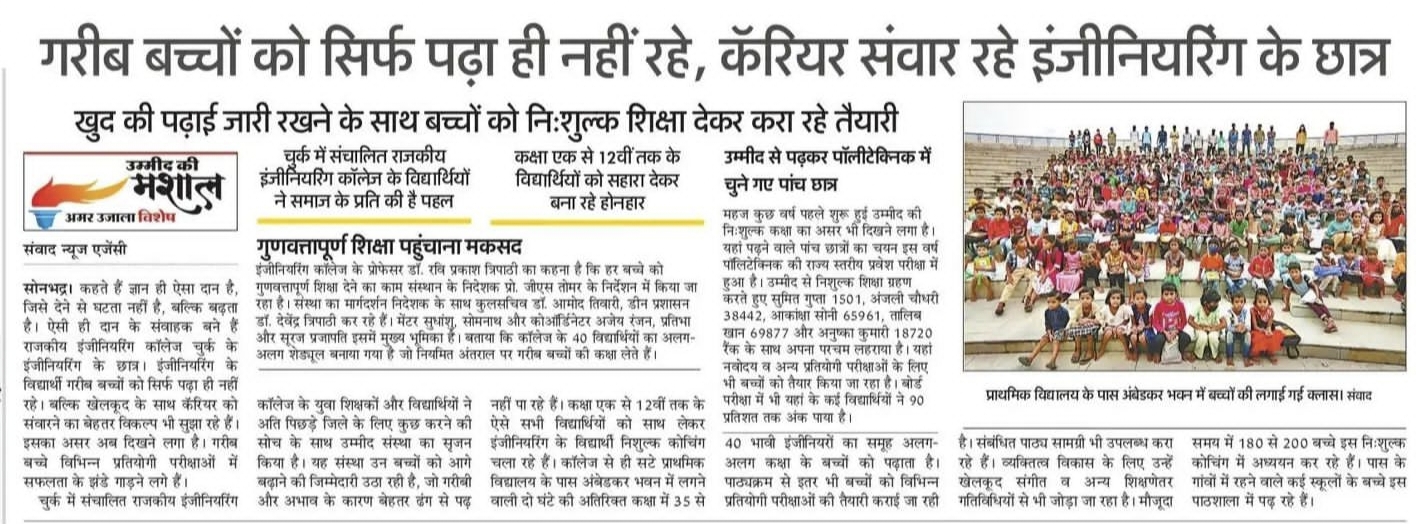 गरीब बच्चों को सिर्फ पढ़ा ही नहीं रहे, कॅरियर संवार रहे इंजीनियरिंग के छात्र
खुद की पढ़ाई जारी रखने के साथ बच्चों को नि:शुल्क शिक्षा देकर करा रहे तैयारी
उम्मीद की
मशाल
अमर उजाला विशेष
चुर्क में संचालित राजकीय
इंजीनियरिंग कॉलेज के विद्यार्थियों
ने समाज के प्रति की है पहल
कक्षा एक से 12वीं तक के
विद्यार्थियों को सहारा देकर
बना रहे होनहार
संवाद न्यूज एजेंसी
सोनभद्र। कहते हैं ज्ञान ही ऐसा दान है,
जिसे देने से घटता नहीं है, बल्कि बढ़ता
है। ऐसी ही दान के संवाहक बने हैं
राजकीय इंजीनियरिंग कॉलेज चुर्क के
इंजीनियरिंग के छात्र। इंजीनियरिंग के
विद्यार्थी गरीब बच्चों को सिर्फ पढ़ा ही नहीं
रहे। बल्कि खेलकूद के साथ कॅरियर को
संवारने का बेहतर विकल्प भी सुझा रहे हैं।
इसका असर अब दिखने लगा है। गरीब
बच्चे विभिन्न प्रतियोगी परीक्षाओं में
सफलता के झंडे गाड़ने लगे हैं।
चुर्क में संचालित राजकीय इंजीनियरिंग
गुणवत्तापूर्ण शिक्षा पहुंचाना मकसद
इंजीनियरिंग कॉलेज के प्रोफेसर डॉ. रवि प्रकाश त्रिपाठी का कहना है कि हर बच्चे को
गुणवत्तापूर्ण शिक्षा देने का काम संस्थान के निदेशक प्रो. जीएस तोमर के निर्देशन में किया जा
रहा है। संस्था का मार्गदर्शन निदेशक के साथ कुलसचिव डॉ. आमोद तिवारी, डीन प्रशासन
डॉ. देवेंद्र त्रिपाठी कर रहे हैं। मेंटर सुधांशु, सोमनाथ और कोऑर्डिनेटर अजेय रंजन, प्रतिभा
और सूरज प्रजापति इसमें मुख्य भूमिका है। बताया कि कॉलेज के 40 विद्यार्थियों का अलग-
अलग शेड्यूल बनाया गया है जो नियमित अंतराल पर गरीब बच्चों की कक्षा लेते हैं।
कॉलेज के युवा शिक्षकों और विद्यार्थियों ने
अति पिछड़े जिले के लिए कुछ करने की
सोच के साथ उम्मीद संस्था का सृजन
किया है। यह संस्था उन बच्चों को आगे
बढ़ाने की जिम्मेदारी उठा रही है, जो गरीबी
और अभाव के कारण बेहतर ढंग से पढ़
नहीं पा रहे हैं। कक्षा एक से 12वीं तक के
ऐसे सभी विद्यार्थियों को साथ लेकर
इंजीनियरिंग के विद्यार्थी निशुल्क कोचिंग
चला रहे हैं। कॉलेज से ही सटे प्राथमिक
विद्यालय के पास अंबेडकर भवन में लगने
वाली दो घंटे की अतिरिक्त कक्षा में 35 से
उम्मीद से पढ़कर पॉलीटेक्निक में
चुने गए पांच छात्र
महज कुछ वर्ष पहले शुरू हुई उम्मीद की
नि:शुल्क कक्षा का असर भी दिखने लगा है।
यहां पढ़ने वाले पांच छात्रों का चयन इस वर्ष
पॉलिटेक्निक की राज्य स्तरीय प्रवेश परीक्षा में
हुआ है। उम्मीद से निशुल्क शिक्षा ग्रहण
करते हुए सुमित गुप्ता 1501, अंजली चौधरी
38442, आकांक्षा सोनी 65961, तालिब
खान 69877 और अनुष्का कुमारी 18720
रैंक के साथ अपना परचम लहराया है। यहां
नवोदय व अन्य प्रतियोगी परीक्षाओं के लिए
भी बच्चों को तैयार किया जा रहा है। बोर्ड
परीक्षा में भी यहां के कई विद्यार्थियों ने 90
प्रतिशत तक अंक पाया है।
40 भावी इंजीनियरों का समूह अलग-
अलग कक्षा के बच्चों को पढ़ाता है।
पाठ्यक्रम से इतर भी बच्चों को विभिन्न
प्रतियोगी परीक्षाओं की तैयारी कराई जा रही
प्राथमिक विद्यालय के पास अंबेडकर भवन में बच्चों की लगाई गई क्लास। संवाद
है। संबंधित पाठ्य सामग्री भी उपलब्ध करा
रहे हैं। व्यक्तित्व विकास के लिए उन्हें
खेलकूद संगीत व अन्य शिक्षणेतर
गतिविधियों से भी जोड़ा जा रहा है। मौजूदा
समय में 180 से 200 बच्चे इस नि:शुल्क
कोचिंग में अध्ययन कर रहे हैं। पास के
गांवों में रहने वाले कई स्कूलों के बच्चे इस
पाठशाला में पढ़ रहे हैं।